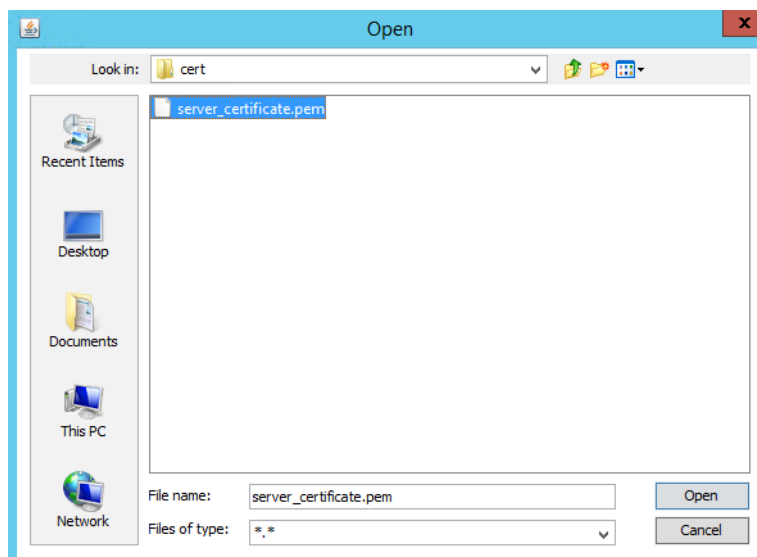 Open
x
Look in:
cert
server_certificate.pem
Recent Items
Desktop
Documents
This PC
Network
File name:
server_certificate.pem
Open
Files of type:
*.*
Cancel